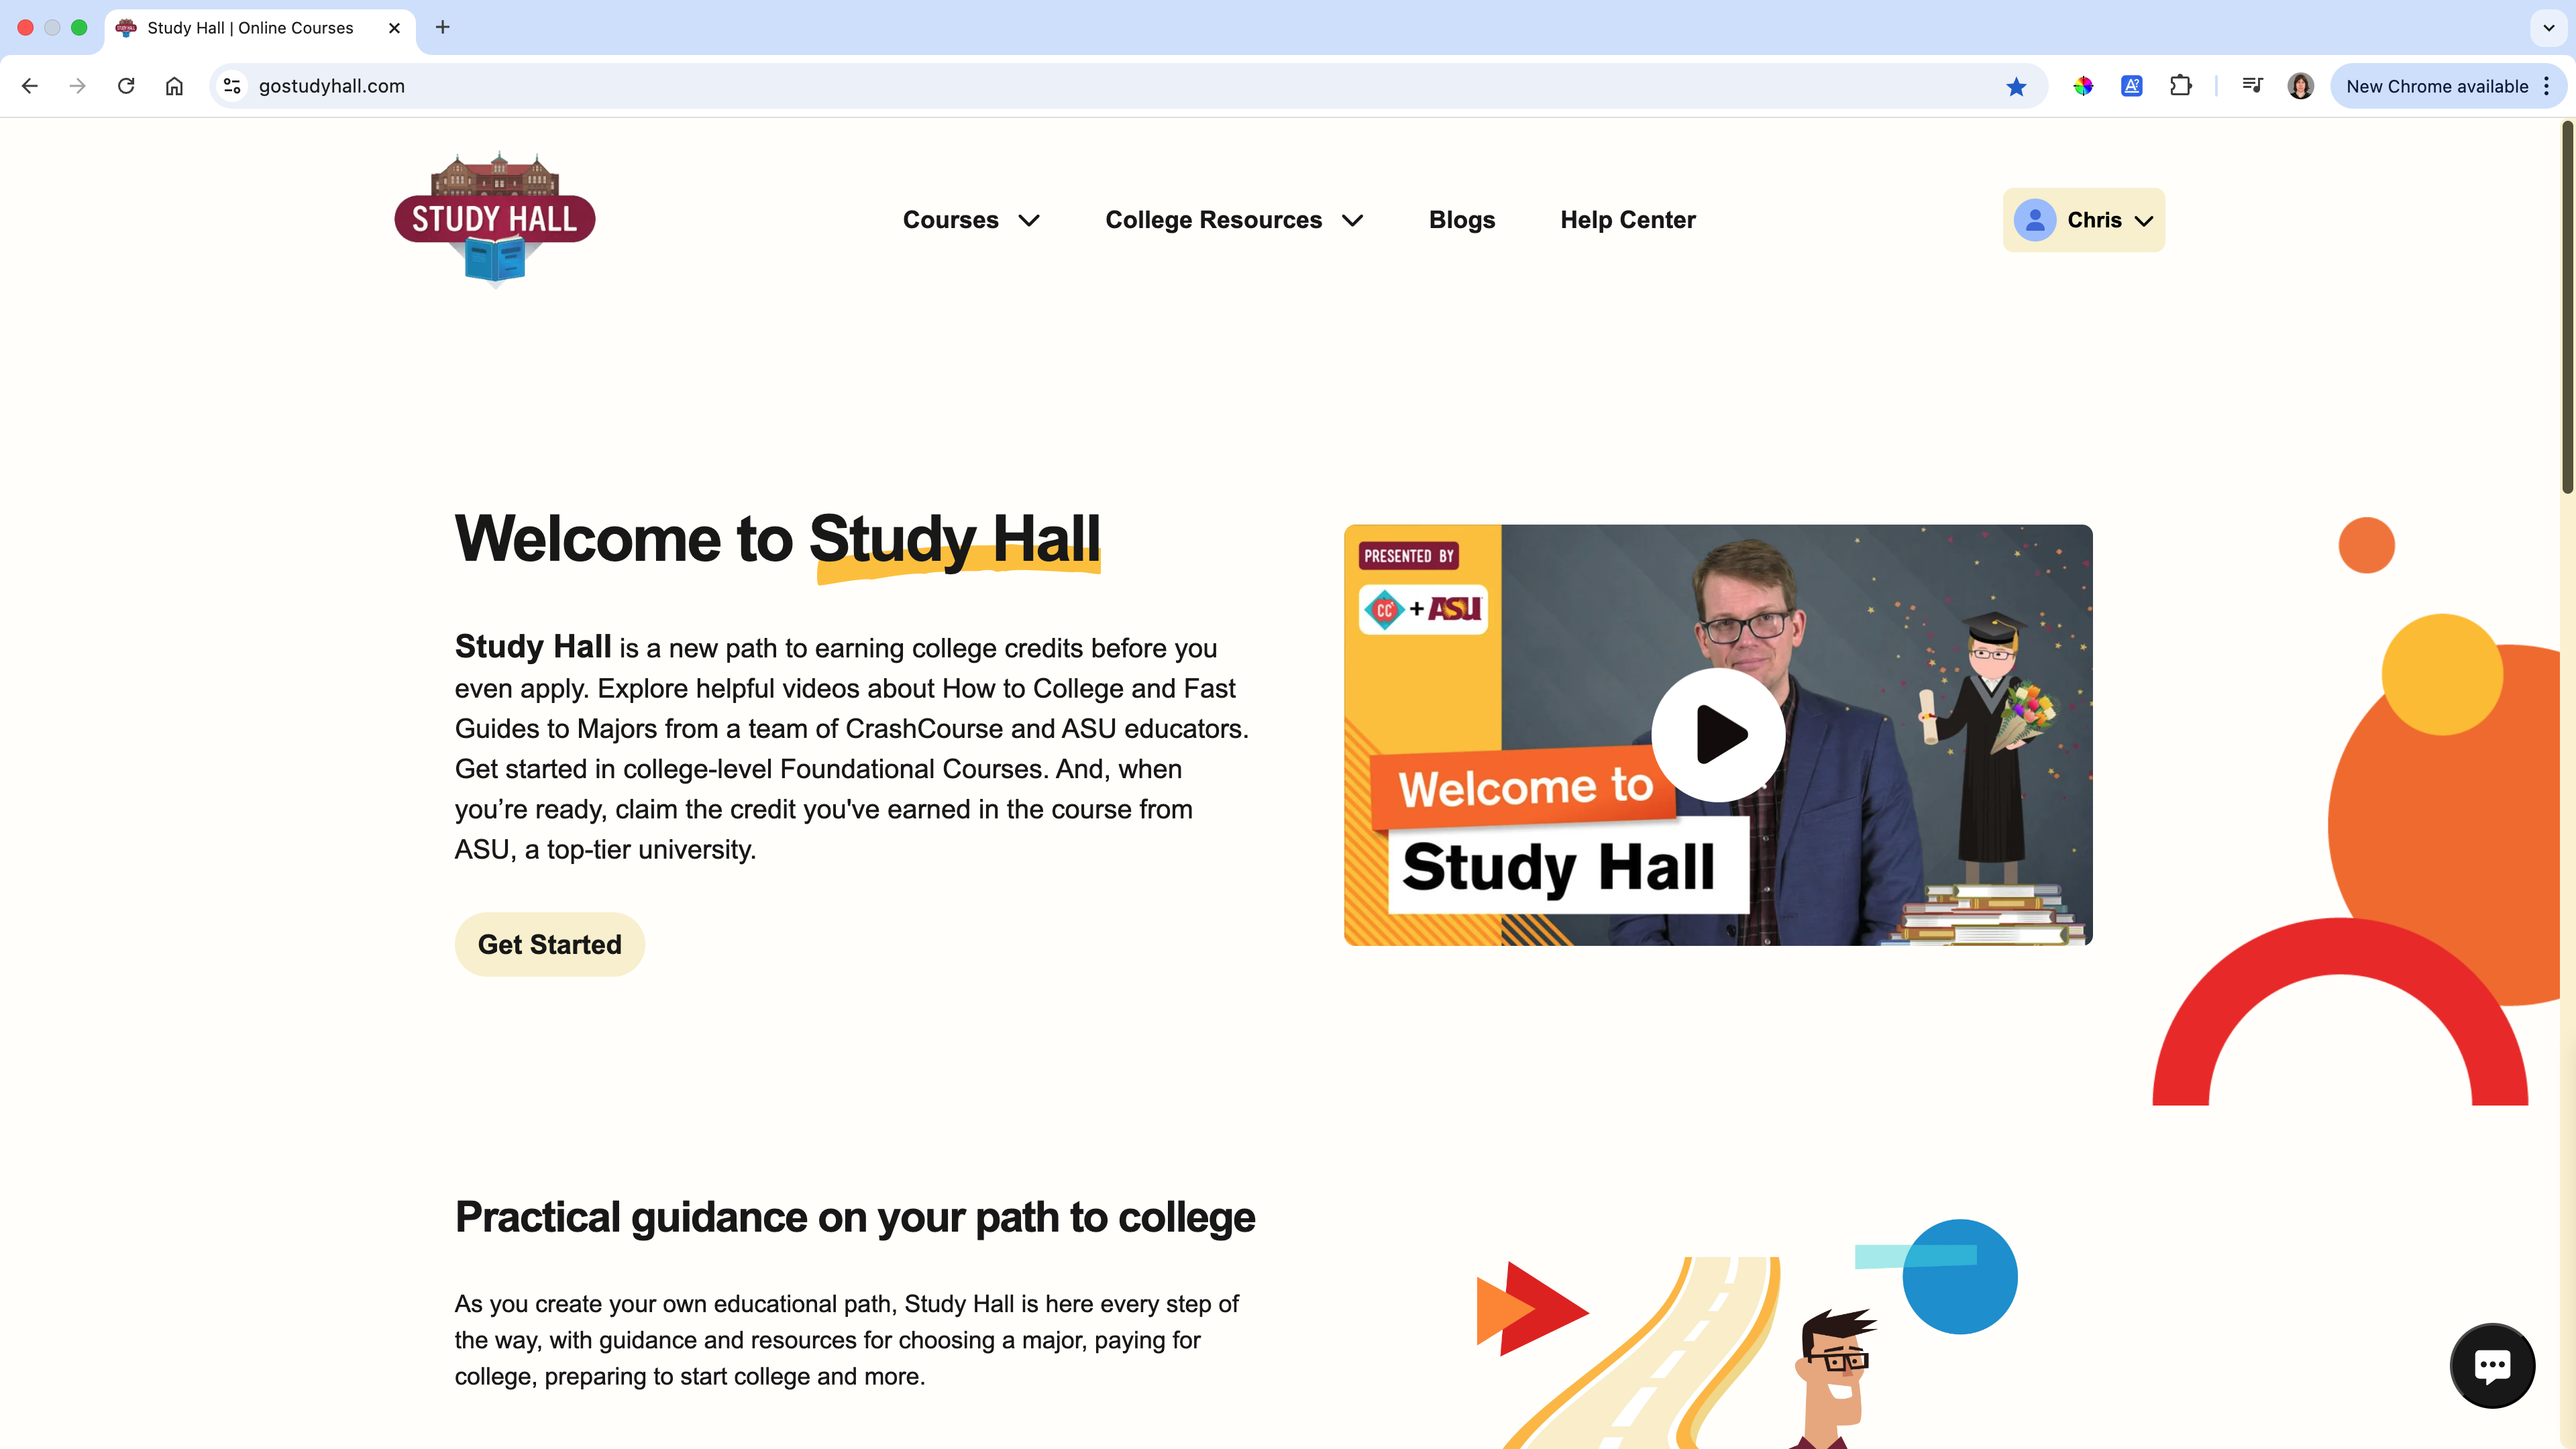 Study Hall | Online Courses
gostudyhall.com
New Chrome available
STUDY HALL
Courses
College Resources
Blogs
Help Center
Chris
Welcome to Study Hall
Study Hall is a new path to earning college credits before you
even apply. Explore helpful videos about How to College and Fast
Guides to Majors from a team of CrashCourse and ASU educators.
Get started in college-level Foundational Courses. And, when
you’re ready, claim the credit you've earned in the course from
ASU, a top-tier university.
Get Started
PRESENTED BY
CC + ASU
Welcome to
Study Hall
Practical guidance on your path to college
As you create your own educational path, Study Hall is here every step of
the way, with guidance and resources for choosing a major, paying for
college, preparing to start college and more.